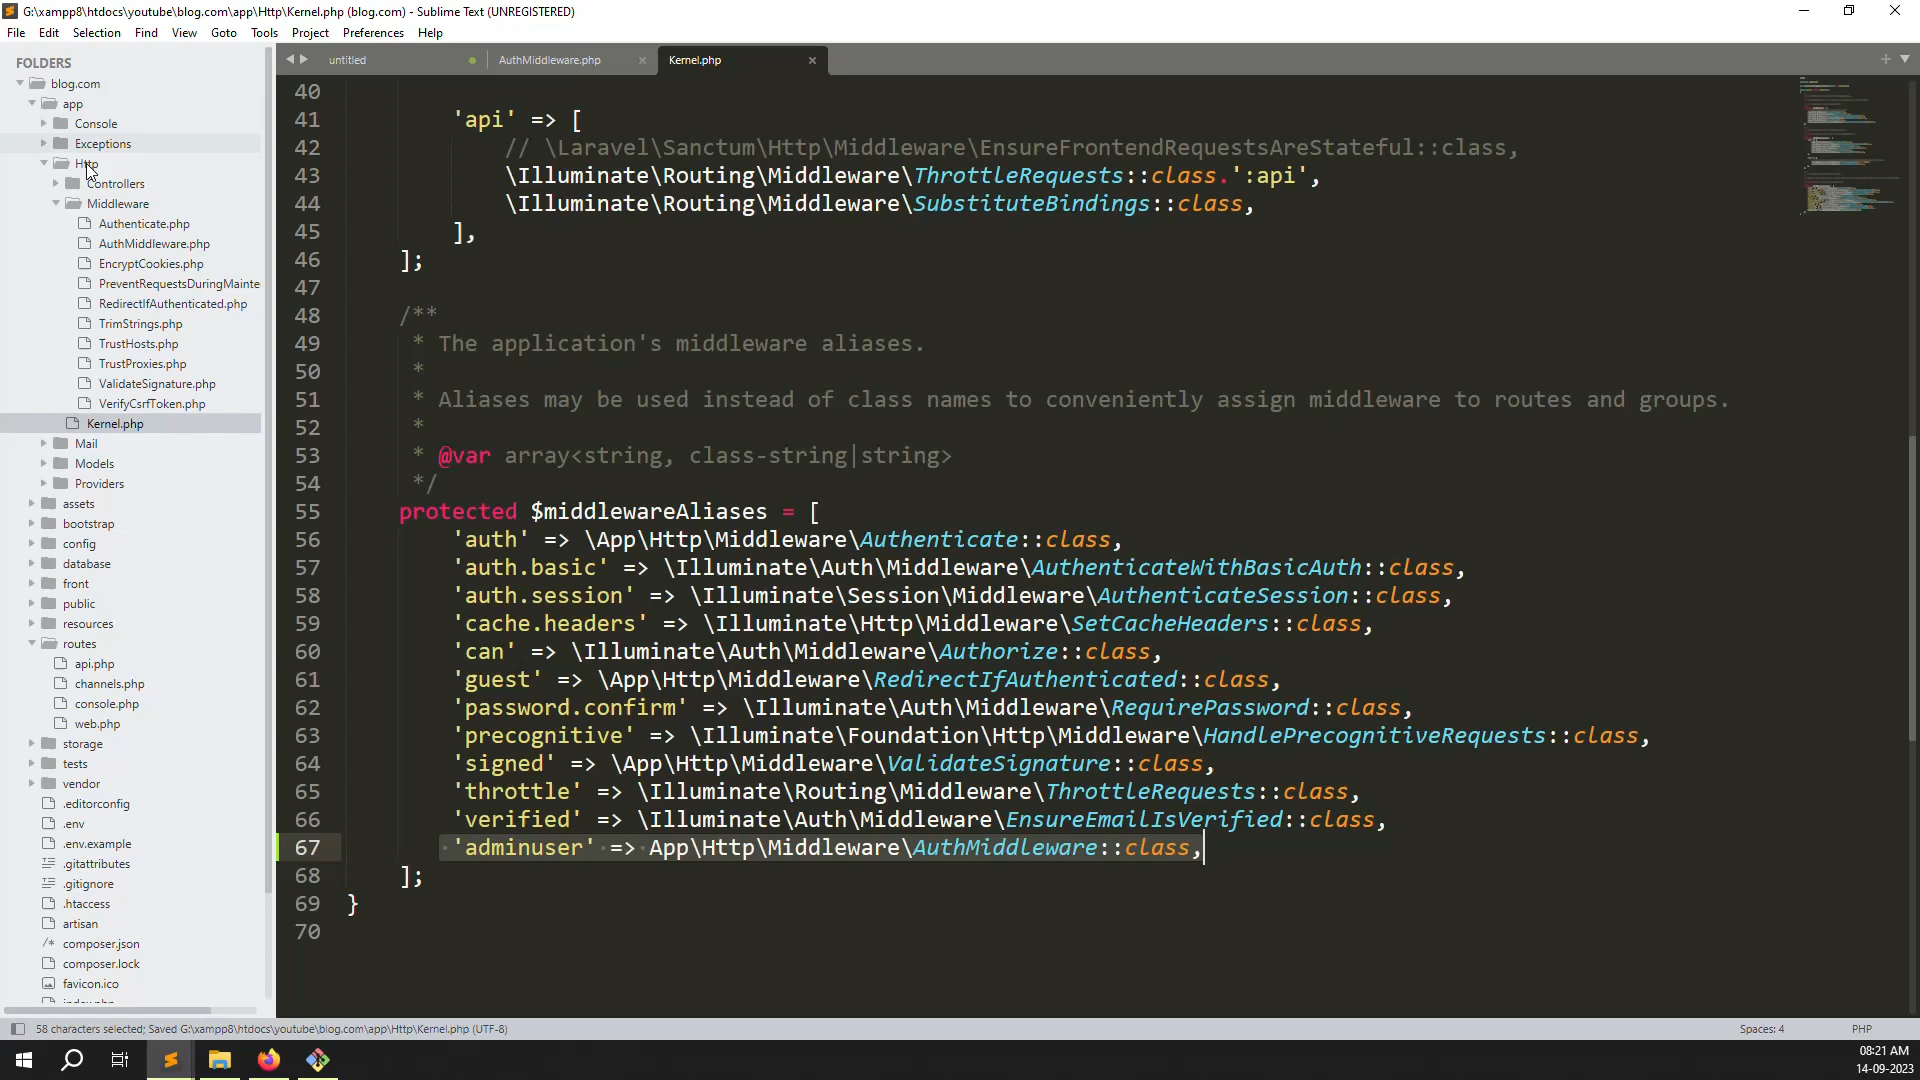 G:\xampp8\htdocs\youtube\blog.com\app\Http\Kernel.php (blog.com) - Sublime Text (UNREGISTERED)
File Edit Selection Find View Goto Tools Project Preferences Help
FOLDERS
blog.com
app
Console
Exceptions
Http
Controllers
Middleware
Authenticate.php
AuthMiddleware.php
EncryptCookies.php
PreventRequestsDuringMainte
RedirectIfAuthenticated.php
TrimStrings.php
TrustHosts.php
TrustProxies.php
ValidateSignature.php
VerifyCsrfToken.php
Kernel.php
Mail
Models
Providers
assets
bootstrap
config
database
front
public
resources
routes
api.php
channels.php
console.php
web.php
storage
tests
vendor
.editorconfig
.env
.env.example
.gitattributes
.gitignore
.htaccess
artisan
composer.json
composer.lock
favicon.ico
untitled AuthMiddleware.php Kernel.php
40
41 'api' => [
42 // \Laravel\Sanctum\Http\Middleware\EnsureFrontendRequestsAreStateful::class,
43 \Illuminate\Routing\Middleware\ThrottleRequests::class.':api',
44 \Illuminate\Routing\Middleware\SubstituteBindings::class,
45 ],
46 ];
47
48 /**
49 * The application's middleware aliases.
50 *
51 * Aliases may be used instead of class names to conveniently assign middleware to routes and groups.
52 *
53 * @var array<string, class-string|string>
54 */
55 protected $middlewareAliases = [
56 'auth' => \App\Http\Middleware\Authenticate::class,
57 'auth.basic' => \Illuminate\Auth\Middleware\AuthenticateWithBasicAuth::class,
58 'auth.session' => \Illuminate\Session\Middleware\AuthenticateSession::class,
59 'cache.headers' => \Illuminate\Http\Middleware\SetCacheHeaders::class,
60 'can' => \Illuminate\Auth\Middleware\Authorize::class,
61 'guest' => \App\Http\Middleware\RedirectIfAuthenticated::class,
62 'password.confirm' => \Illuminate\Auth\Middleware\RequirePassword::class,
63 'precognitive' => \Illuminate\Foundation\Http\Middleware\HandlePrecognitiveRequests::class,
64 'signed' => \App\Http\Middleware\ValidateSignature::class,
65 'throttle' => \Illuminate\Routing\Middleware\ThrottleRequests::class,
66 'verified' => \Illuminate\Auth\Middleware\EnsureEmailIsVerified::class,
67 'adminuser' => App\Http\Middleware\AuthMiddleware::class,
68 ];
69 }
70
58 characters selected; Saved G:\xampp8\htdocs\youtube\blog.com\app\Http\Kernel.php (UTF-8) Spaces: 4 PHP
08:21 AM
14-09-2023